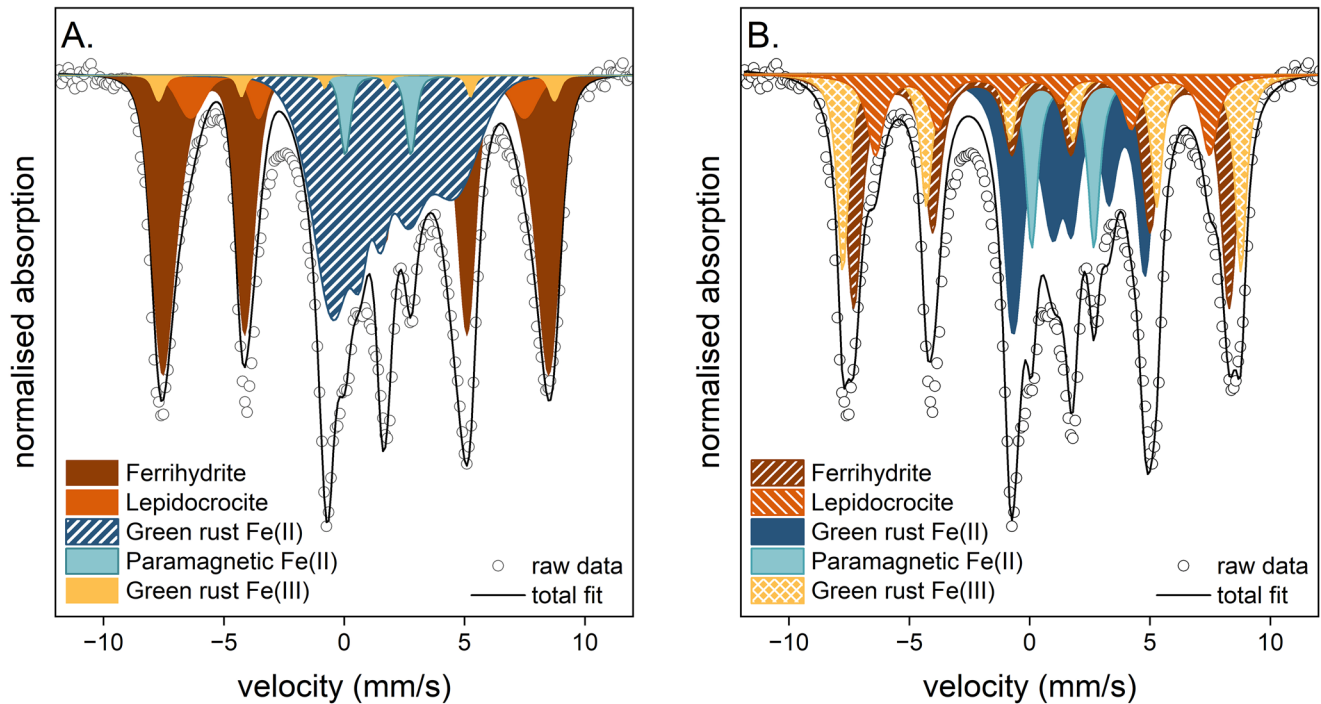 A.
normalised absorption
Ferrihydrite
Lepidocrocite
Green rust Fe(II)
Paramagnetic Fe(II)
Green rust Fe(III)
raw data
total fit
−10 −5 0 5 10
velocity (mm/s)
B.
normalised absorption
Ferrihydrite
Lepidocrocite
Green rust Fe(II)
Paramagnetic Fe(II)
Green rust Fe(III)
raw data
total fit
−10 −5 0 5 10
velocity (mm/s)